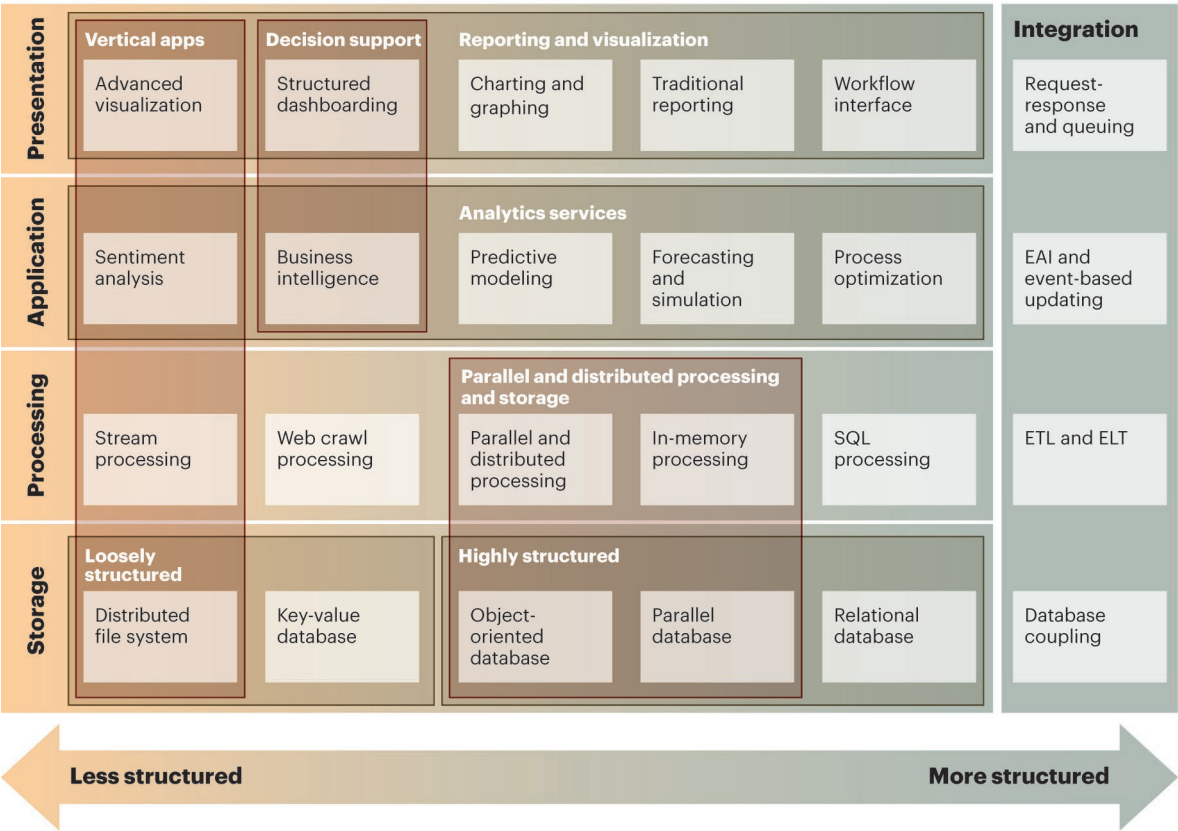 Presentation
Vertical apps
Advanced
visualization
Decision support
Structured
dashboarding
Reporting and visualization
Charting and
graphing
Traditional
reporting
Workflow
interface
Integration
Request-
response
and queuing
Application
Sentiment
analysis
Business
intelligence
Analytics services
Predictive
modeling
Forecasting
and
simulation
Process
optimization
EAI and
event-based
updating
Processing
Stream
processing
Web crawl
processing
Parallel and distributed processing
and storage
Parallel and
distributed
processing
In-memory
processing
SQL
processing
ETL and ELT
Storage
Loosely
structured
Distributed
file system
Key-value
database
Highly structured
Object-
oriented
database
Parallel
database
Relational
database
Database
coupling
Less structured
More structured